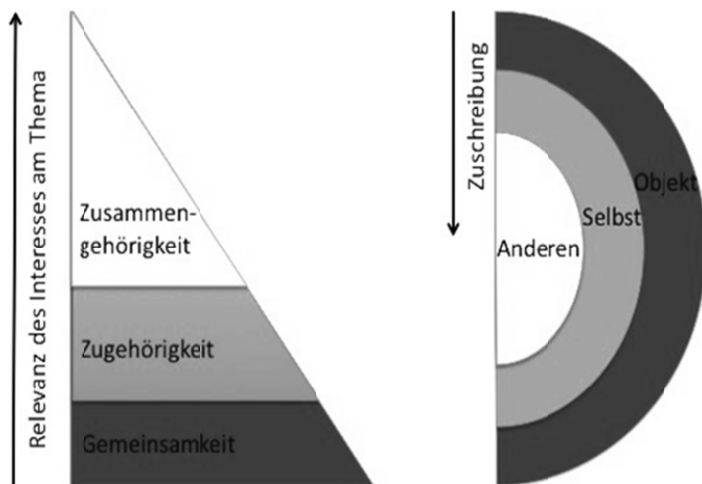 Relevanz des Interesses am Thema
Zusammen-
gehörigkeit
Zugehörigkeit
Gemeinsamkeit
Zuschreibung
Objekt
Selbst
Anderen